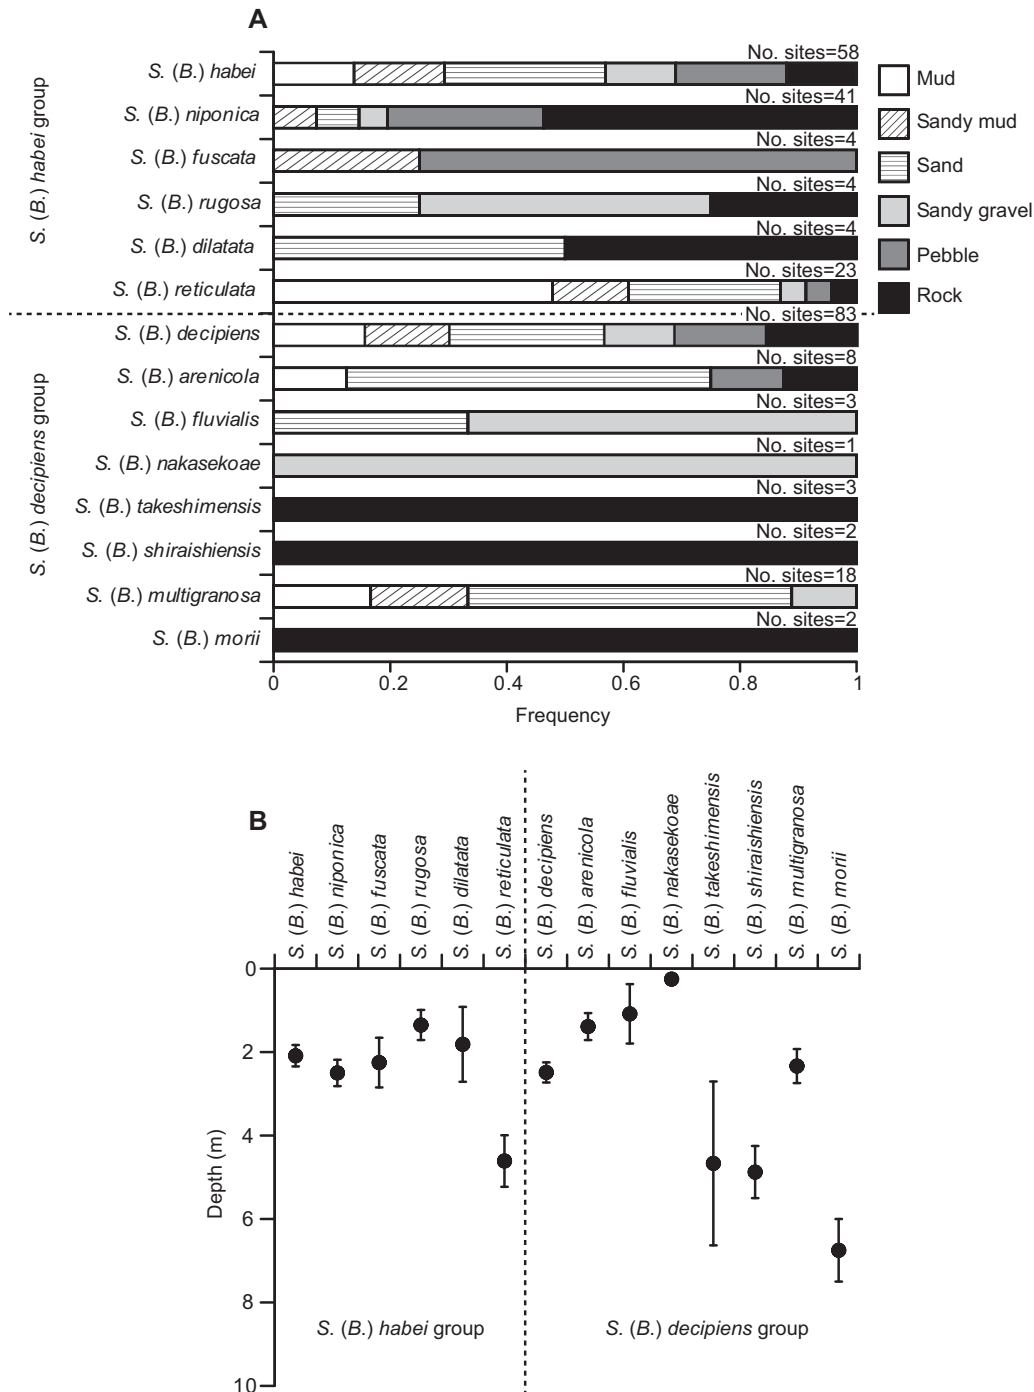 A
No. sites=58
S. (B.) habei
No. sites=41
S. (B.) niponica
No. sites=4
S. (B.) fuscata
No. sites=4
S. (B.) rugosa
No. sites=4
S. (B.) dilatata
No. sites=23
S. (B.) reticulata
No. sites=83
S. (B.) decipiens
No. sites=8
S. (B.) arenicola
No. sites=3
S. (B.) fluvialis
No. sites=1
S. (B.) nakasekoae
No. sites=3
S. (B.) takeshimensis
No. sites=2
S. (B.) shiraishiensis
No. sites=18
S. (B.) multigranosa
No. sites=2
S. (B.) morii
S. (B.) habei group
S. (B.) decipiens group
Mud
Sandy mud
Sand
Sandy gravel
Pebble
Rock
0 0.2 0.4 0.6 0.8 1
Frequency
B
S. (B.) habei
S. (B.) niponica
S. (B.) fuscata
S. (B.) rugosa
S. (B.) dilatata
S. (B.) reticulata
S. (B.) decipiens
S. (B.) arenicola
S. (B.) fluvialis
S. (B.) nakasekoae
S. (B.) takeshimensis
S. (B.) shiraishiensis
S. (B.) multigranosa
S. (B.) morii
0
2
4
6
8
10
Depth (m)
S. (B.) habei group
S. (B.) decipiens group